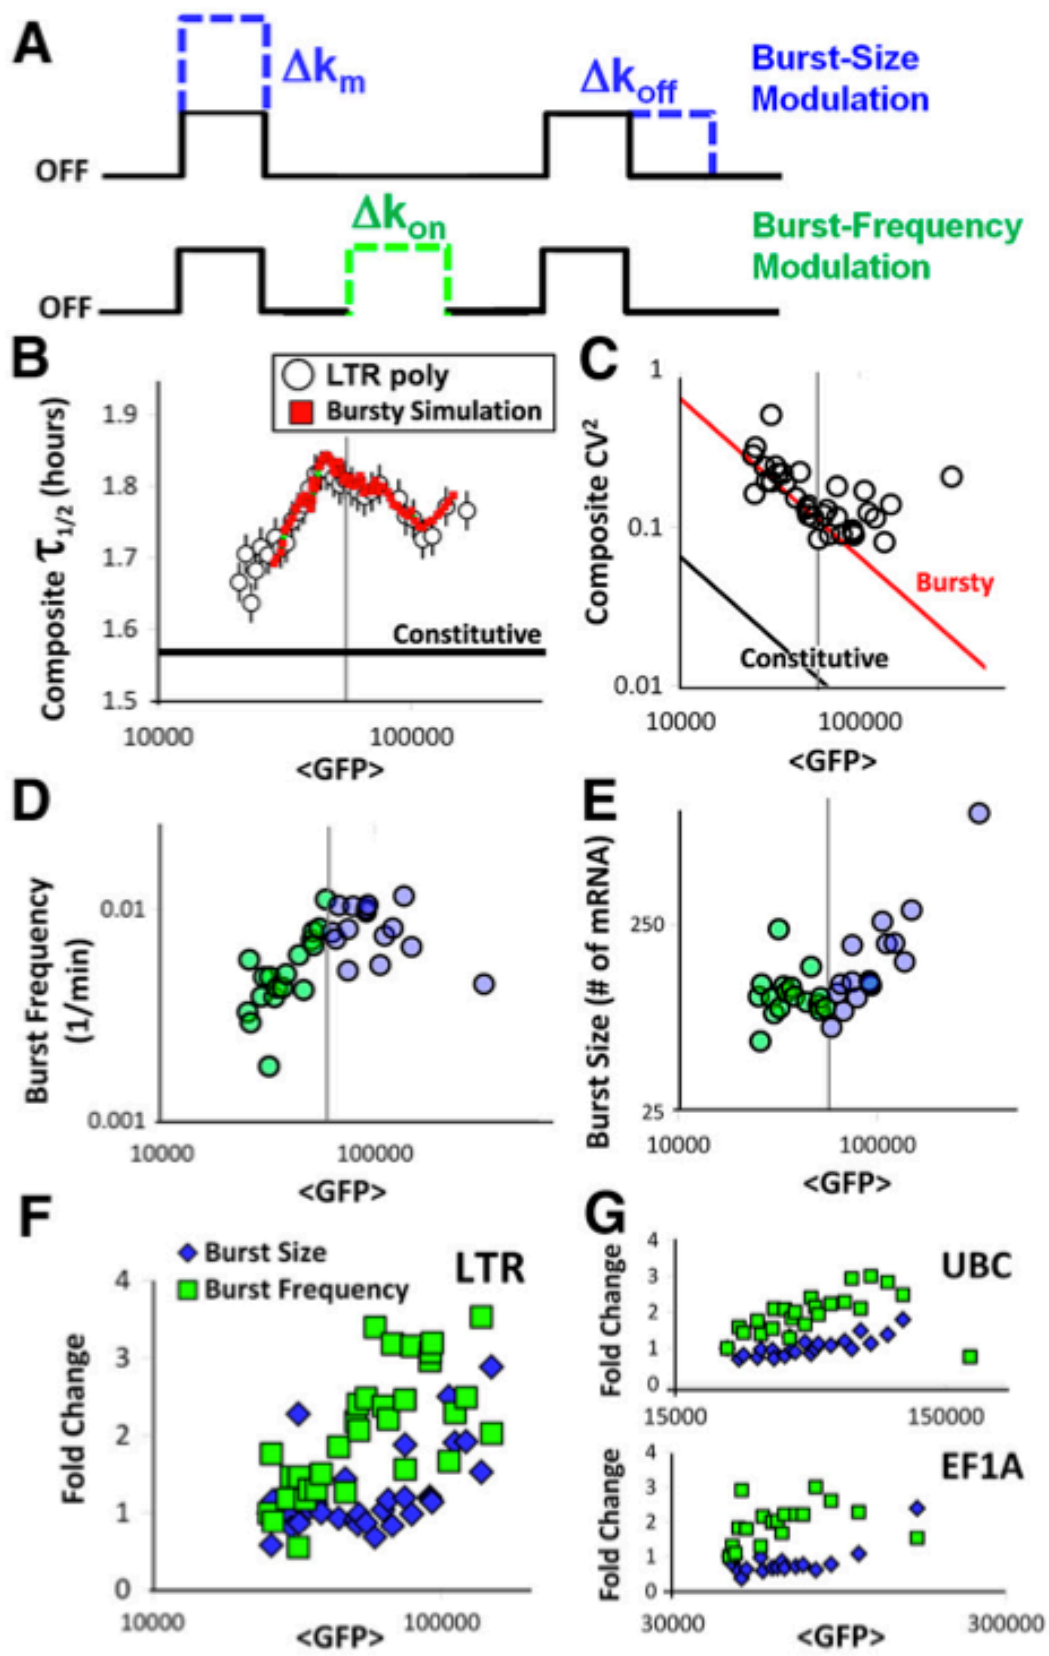 A
Δkm
Δkoff
Burst-Size
Modulation
OFF
Δkon
Burst-Frequency
Modulation
OFF
B
LTR poly
Bursty Simulation
Composite τ1/2 (hours)
1.9
1.8
1.7
1.6
1.5
Constitutive
10000
100000
<GFP>
C
Composite CV²
1
0.1
0.01
Bursty
Constitutive
10000
1000000
<GFP>
D
Burst Frequency
(1/min)
0.01
0.001
10000
100000
<GFP>
E
Burst Size (# of mRNA)
250
25
10000
100000
<GFP>
F
Burst Size
Burst Frequency
LTR
Fold Change
4
3
2
1
0
10000
100000
<GFP>
G
Fold Change
4
3
2
1
0
UBC
15000
150000
Fold Change
4
3
2
1
0
EF1A
30000
300000
<GFP>